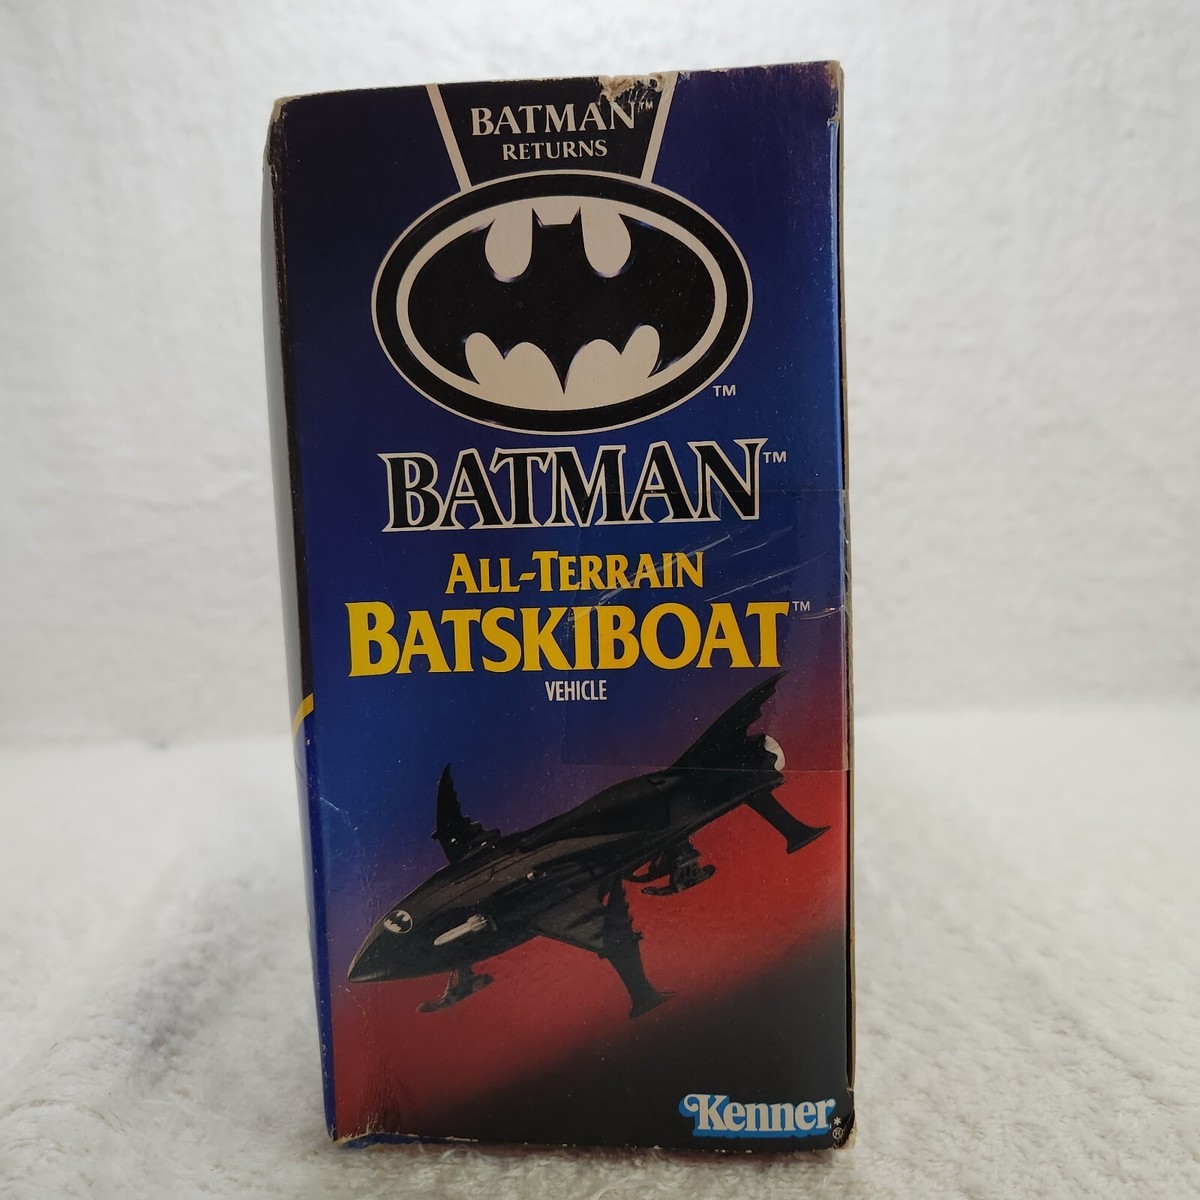 BATMAN™
RETURNS
TM
BATMAN™
ALL-TERRAIN
BATSKIBOAT™
VEHICLE
Kenner*®